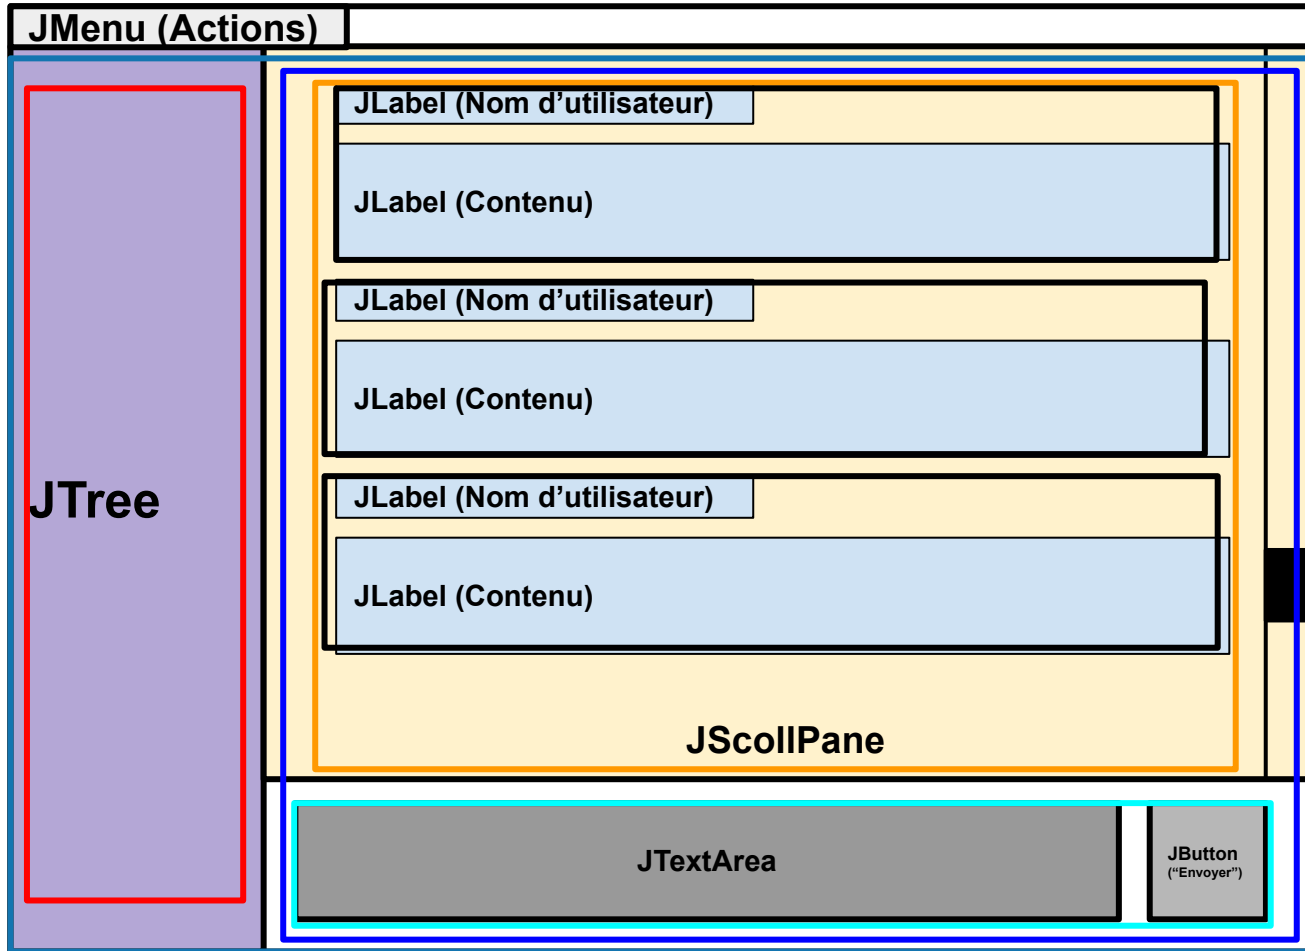 JMenu (Actions)
JLabel (Nom d’utilisateur)
JLabel (Contenu)
JLabel (Nom d’utilisateur)
JLabel (Contenu)
JTree
JLabel (Nom d’utilisateur)
JLabel (Contenu)
JScollPane
JTextArea
JButton
(“Envoyer”)